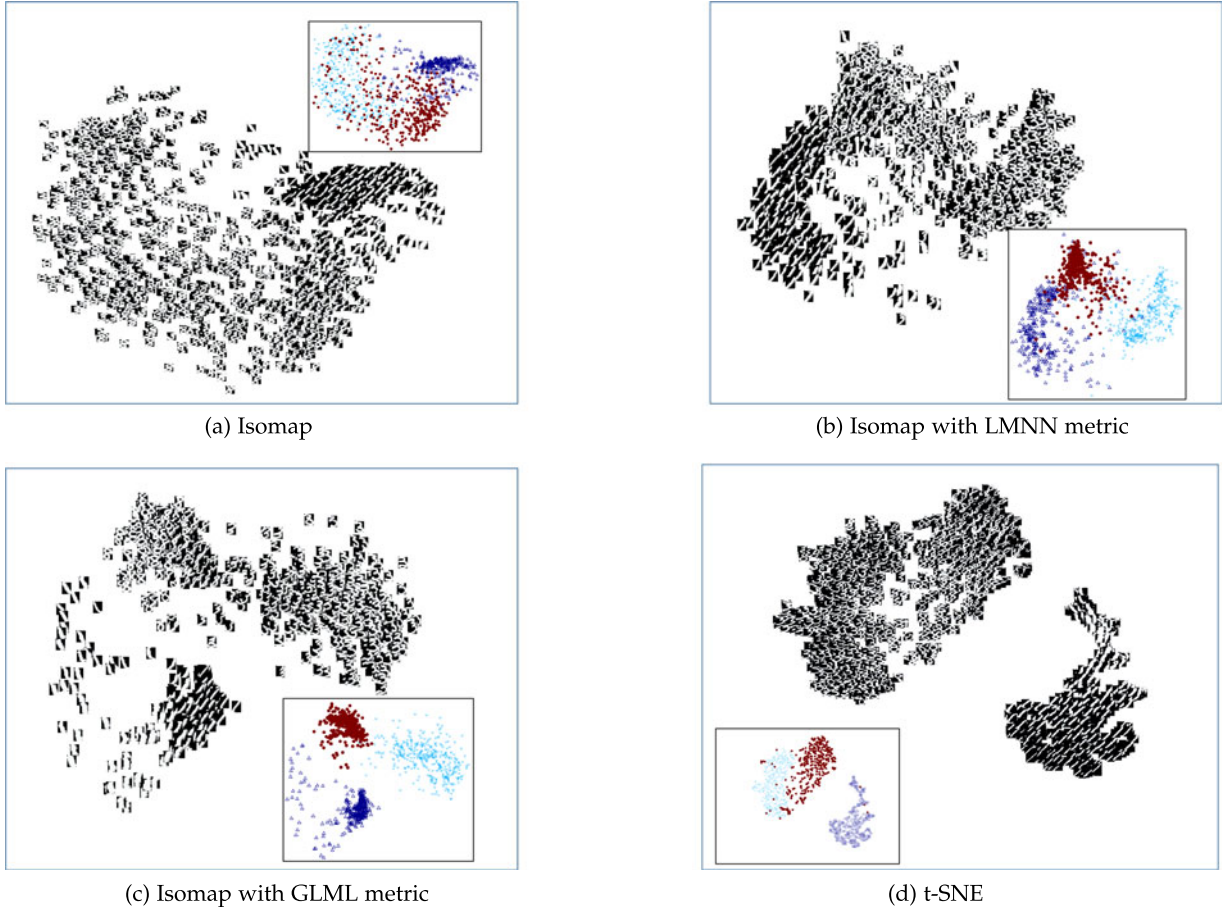 (a) Isomap
(b) Isomap with LMNN metric
(c) Isomap with GLML metric
(d) t-SNE